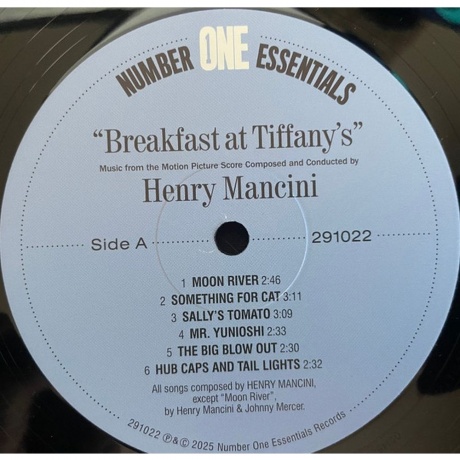 NUMBER ONE ESSENTIALS
“Breakfast at Tiffany’s”
Music from the Motion Picture Score Composed and Conducted by
Henry Mancini
Side A 291022
1 MOON RIVER 2:46
2 SOMETHING FOR CAT 3:11
3 SALLY’S TOMATO 3:09
4 MR. YUNIOSHI 2:33
5 THE BIG BLOW OUT 2:30
6 HUB CAPS AND TAIL LIGHTS 2:32
All songs composed by HENRY MANCINI,
except “Moon River”,
by Henry Mancini & Johnny Mercer.
291022 ℗&© 2025 Number One Essentials Records